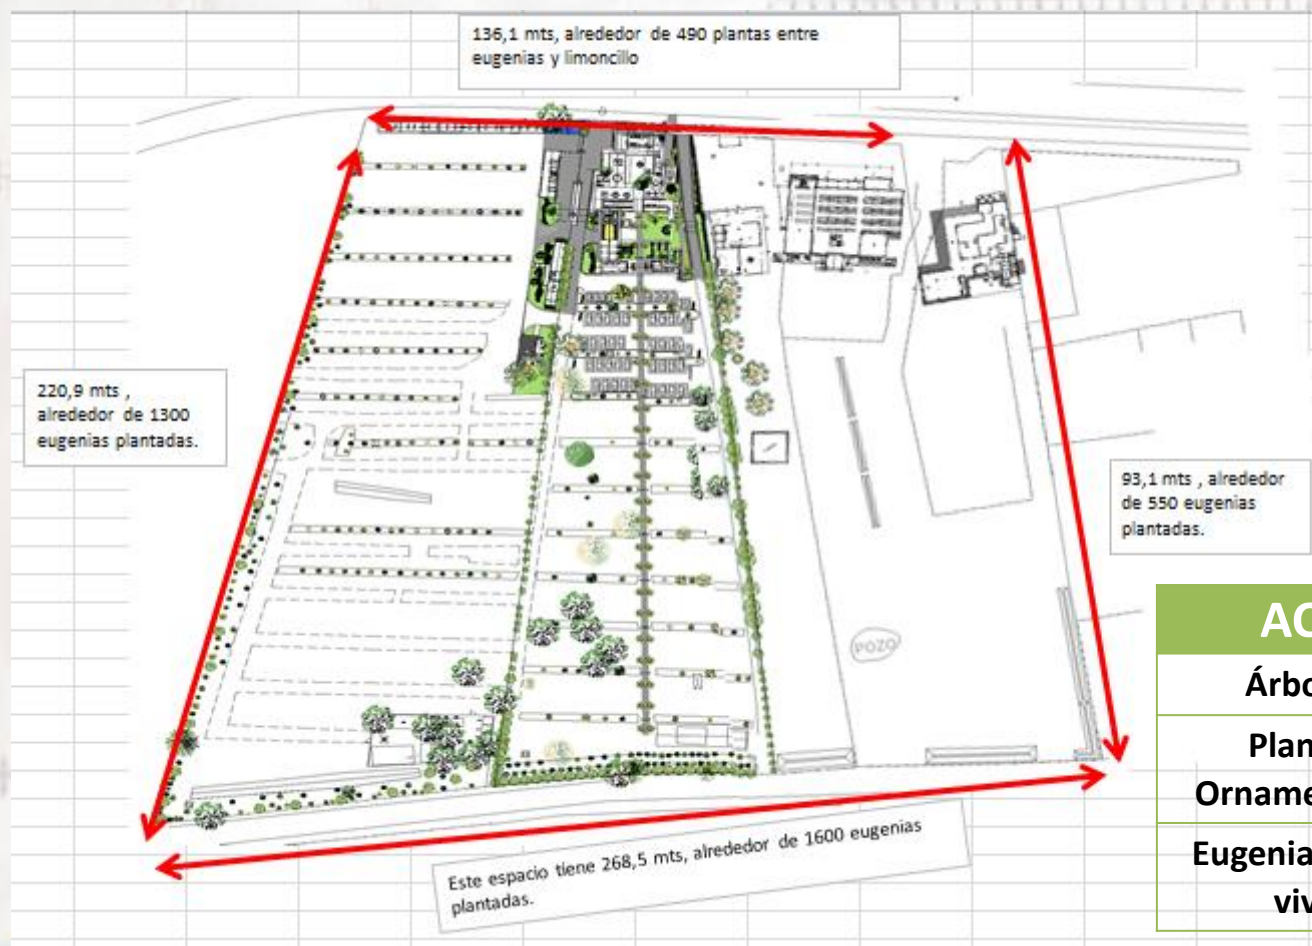 136,1 mts, alrededor de 490 plantas entre
eugenias y limoncillo
220,9 mts ,
alrededor de 1300
eugenias plantadas.
93,1 mts , alrededor
de 550 eugenias
plantadas.
POZO
Este espacio tiene 268,5 mts, alrededor de 1600 eugenias
plantadas.